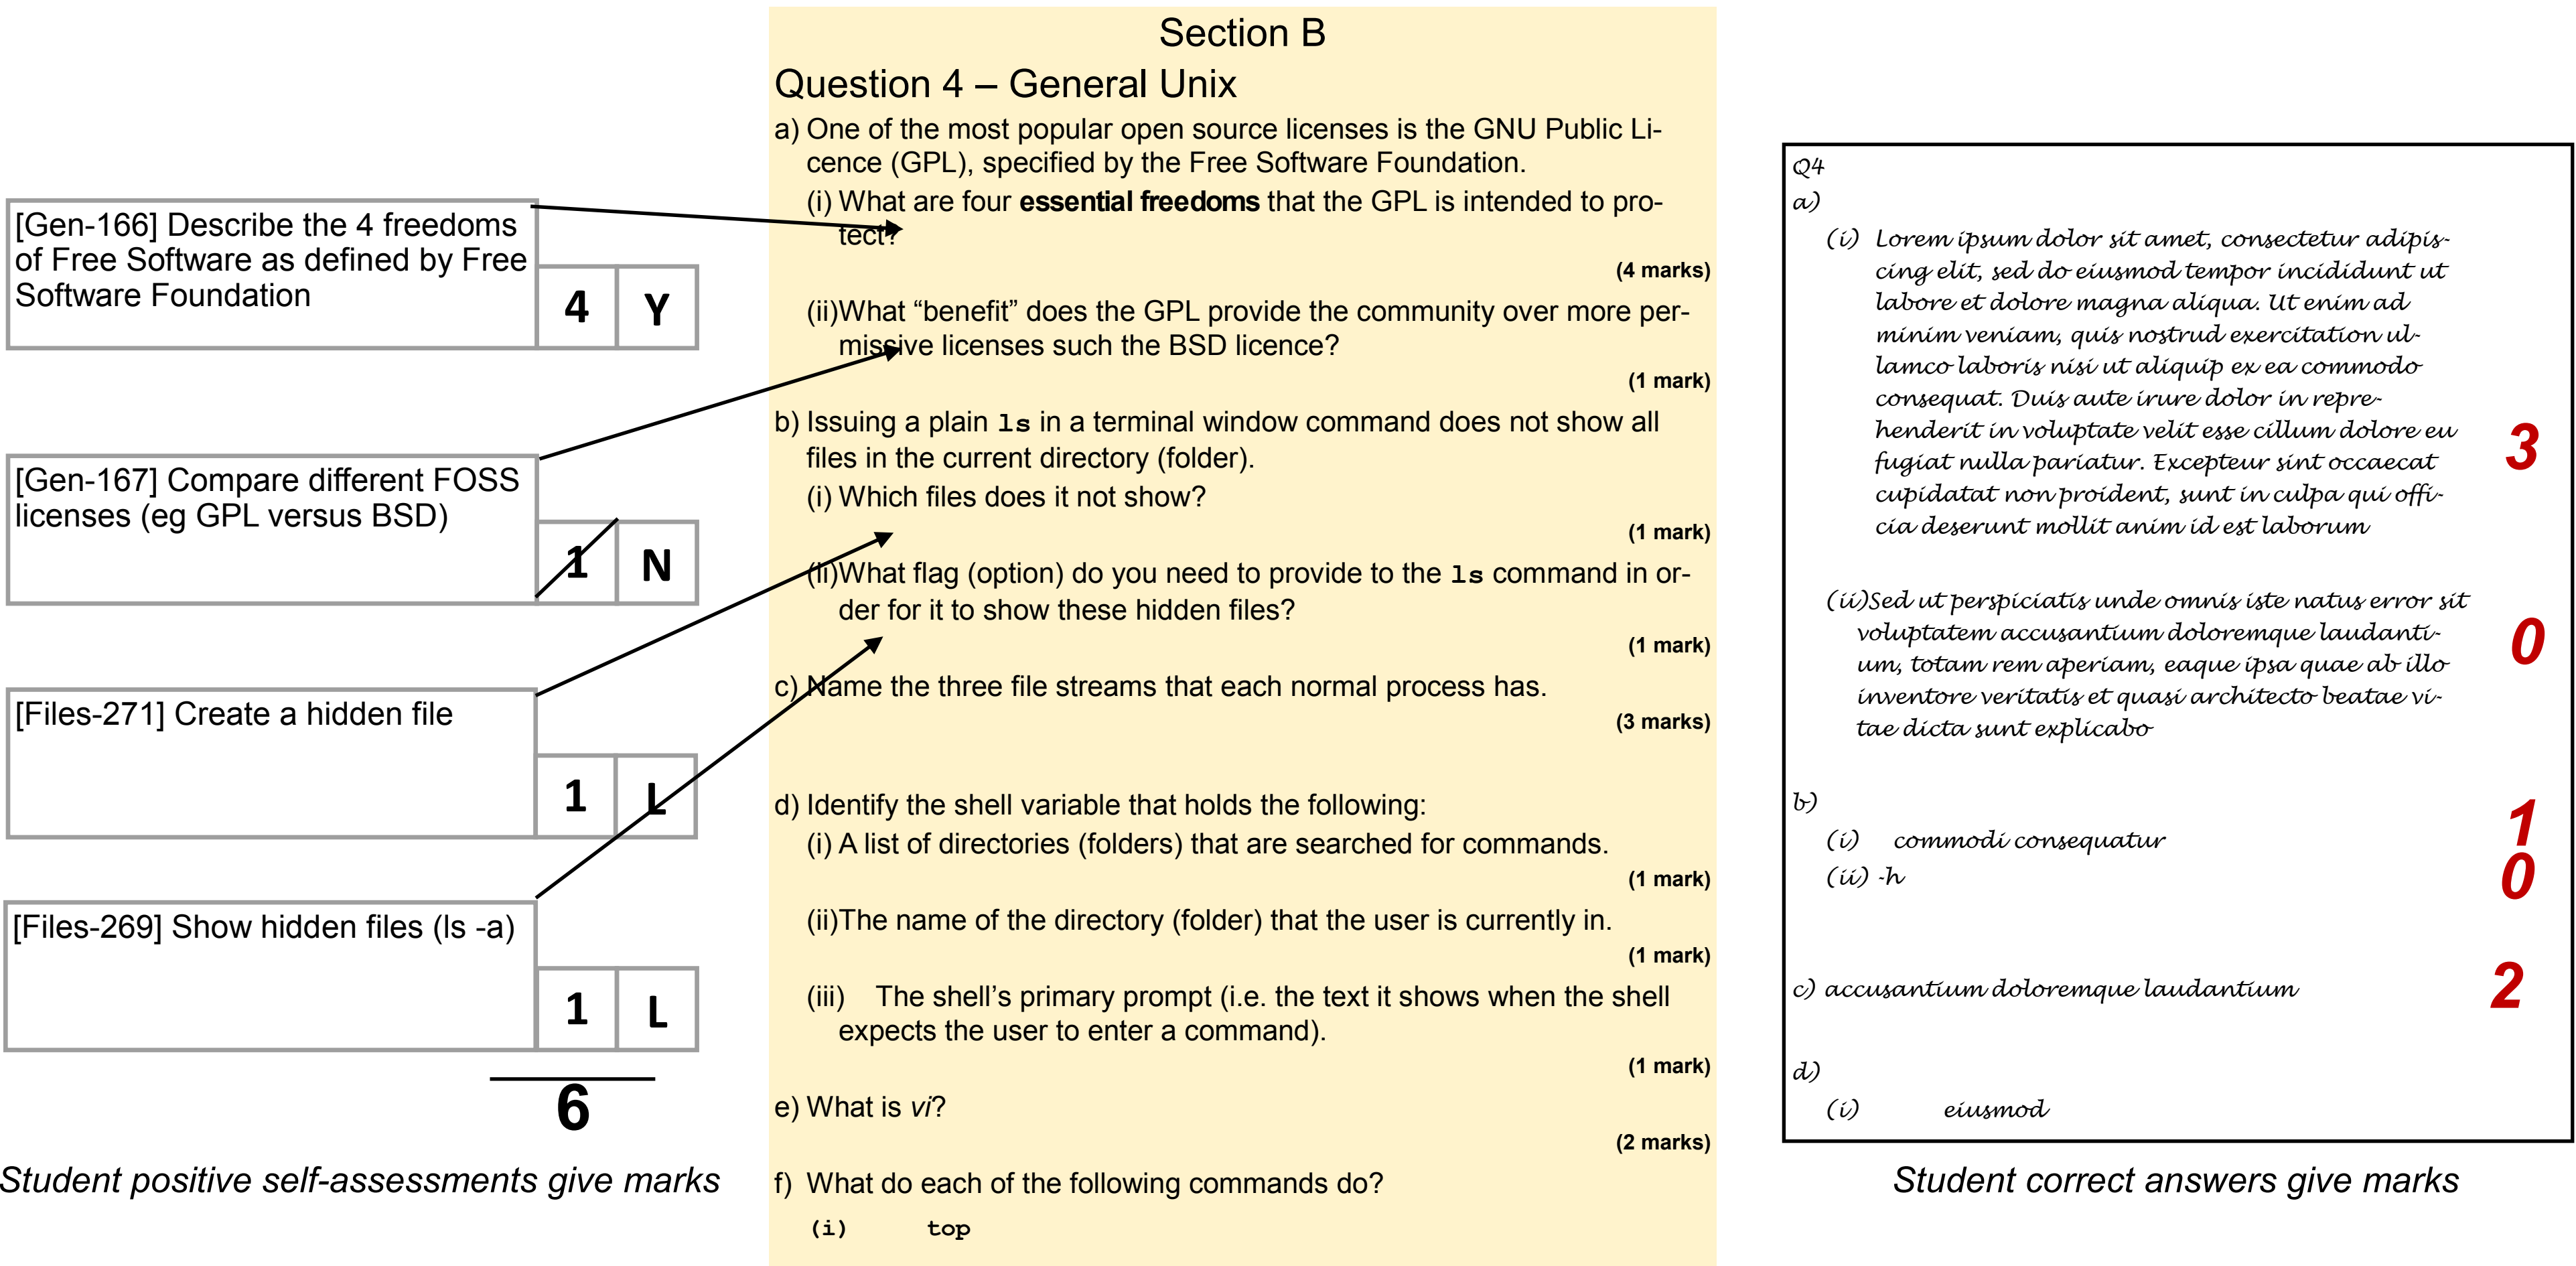 [Gen-166] Describe the 4 freedoms
of Free Software as defined by Free
Software Foundation
4 Y
[Gen-167] Compare different FOSS
licenses (eg GPL versus BSD)
1 N
[Files-271] Create a hidden file
1 L
[Files-269] Show hidden files (ls -a)
1 L
6
Student positive self-assessments give marks
Section B
Question 4 – General Unix
a) One of the most popular open source licenses is the GNU Public Li-
cence (GPL), specified by the Free Software Foundation.
(i) What are four essential freedoms that the GPL is intended to pro-
tect?
(4 marks)
(ii)What “benefit” does the GPL provide the community over more per-
missive licenses such the BSD licence?
(1 mark)
b) Issuing a plain ls in a terminal window command does not show all
files in the current directory (folder).
(i) Which files does it not show?
(1 mark)
(ii)What flag (option) do you need to provide to the ls command in or-
der for it to show these hidden files?
(1 mark)
c) Name the three file streams that each normal process has.
(3 marks)
d) Identify the shell variable that holds the following:
(i) A list of directories (folders) that are searched for commands.
(1 mark)
(ii)The name of the directory (folder) that the user is currently in.
(1 mark)
(iii) The shell’s primary prompt (i.e. the text it shows when the shell
expects the user to enter a command).
(1 mark)
e) What is vi?
(2 marks)
f) What do each of the following commands do?
(i) top
Q4
a)
(i) Lorem ipsum dolor sit amet, consectetur adipis-
cing elit, sed do eiusmod tempor incididunt ut
labore et dolore magna aliqua. Ut enim ad
minim veniam, quis nostrud exercitation ul-
lamco laboris nisi ut aliquip ex ea commodo
consequat. Duis aute irure dolor in repre-
henderit in voluptate velit esse cillum dolore eu
fugiat nulla pariatur. Excepteur sint occaecat
cupidatat non proident, sunt in culpa qui offi-
cia deserunt mollit anim id est laborum
3
(ii)Sed ut perspiciatis unde omnis iste natus error sit
voluptatem accusantium doloremque laudanti-
um, totam rem aperiam, eaque ipsa quae ab illo
inventore veritatis et quasi architecto beatae vi-
tae dicta sunt explicabo
0
b)
(i) commodi consequatur
1
(ii) -h
0
c) accusantium doloremque laudantium
2
d)
(i) eiusmod
Student correct answers give marks